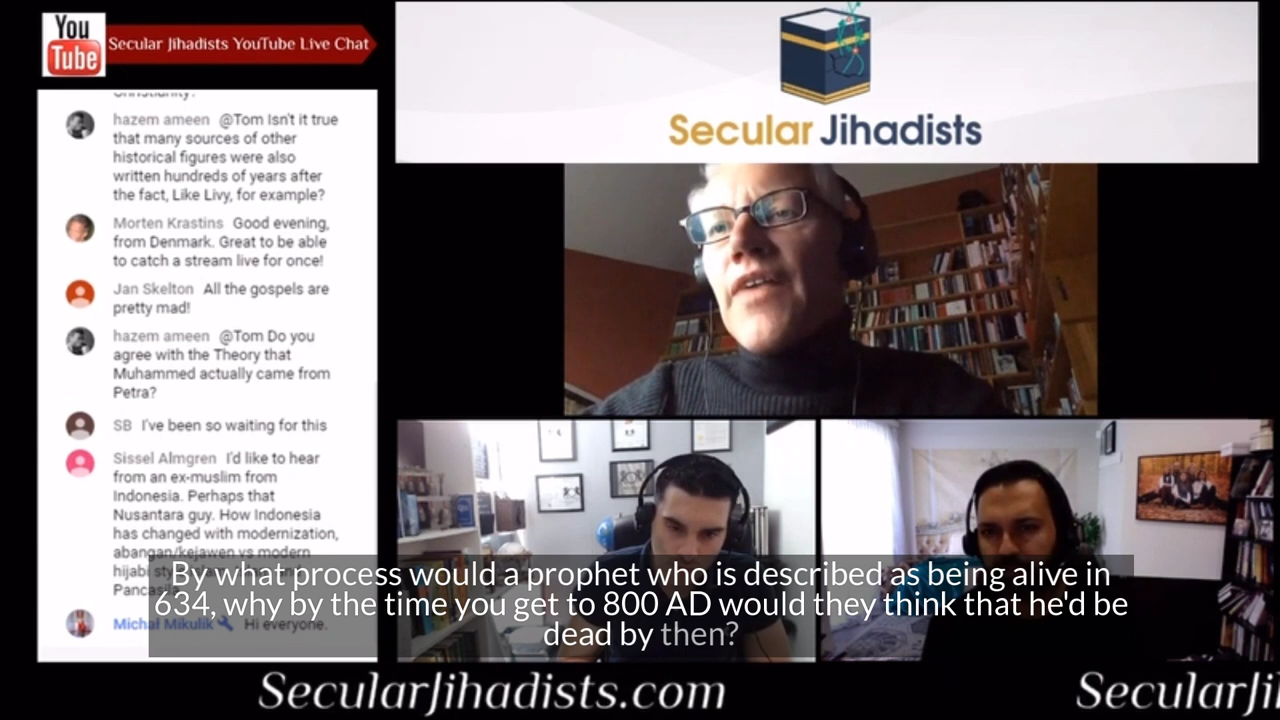 You
Tube
Secular Jihadists YouTube Live Chat
Secular Jihadists
hazem ameen @Tom Isn't it true
that many sources of other
historical figures were also
written hundreds of years after
the fact, Like Livy, for example?
Morten Krastins Good evening,
from Denmark. Great to be able
to catch a stream live for once!
Jan Skelton All the gospels are
pretty mad!
hazem ameen @Tom Do you
agree with the Theory that
Muhammed actually came from
Petra?
SB I've been so waiting for this
Sissel Almgren I'd like to hear
from an ex-muslim from
Indonesia. Perhaps that
Nusantara guy. How Indonesia
has changed with modernization,
abangan/kejawen vs modern
hijabi
Michał Mikulik Hi everyone.
By what process would a prophet who is described as being alive in
634, why by the time you get to 800 AD would they think that he'd be
dead by then?
SecularJihadists.com
SecularJi